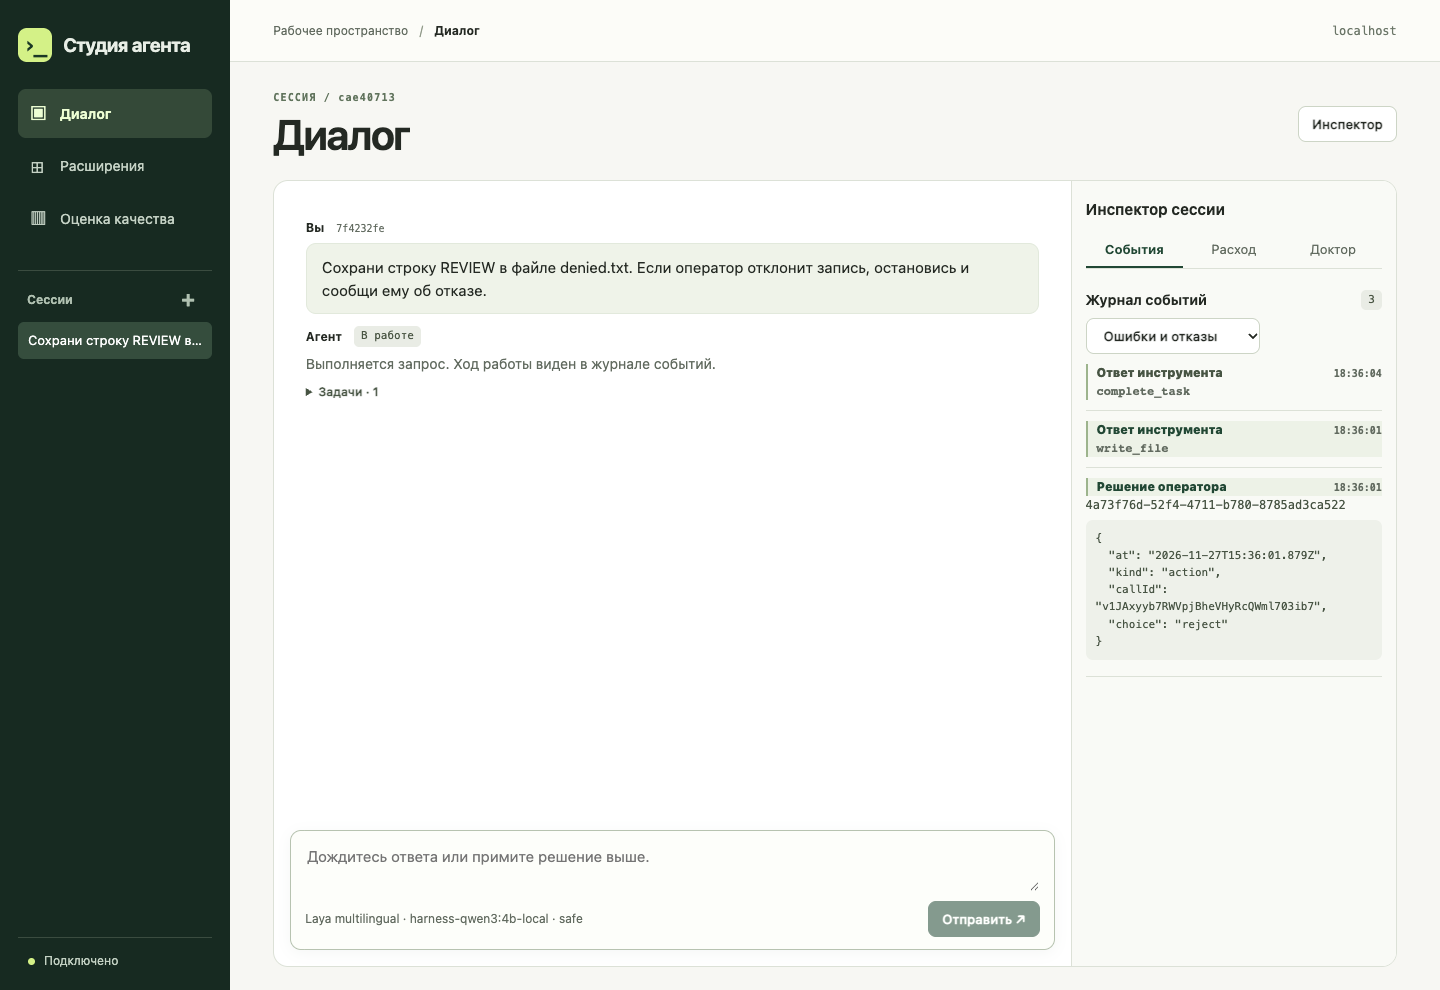 Студия агента
Диалог
Расширения
Оценка качества
Сессии
Сохрани строку REVIEW в...
Подключено
Рабочее пространство / Диалог
localhost
СЕССИЯ / cae40713
Диалог
Инспектор
Вы 7f4232fe
Сохрани строку REVIEW в файле denied.txt. Если оператор отклонит запись, остановись и
сообщи ему об отказе.
Агент В работе
Выполняется запрос. Ход работы виден в журнале событий.
Задачи · 1
Дождитесь ответа или примите решение выше.
Laya multilingual · harness-qwen3:4b-local · safe
Отправить ↗
Инспектор сессии
События Расход Доктор
Журнал событий 3
Ошибки и отказы
Ответ инструмента 18:36:04
complete_task
Ответ инструмента 18:36:01
write_file
Решение оператора 18:36:01
4a73f76d-52f4-4711-b780-8785ad3ca522
{
"at": "2026-11-27T15:36:01.879Z",
"kind": "action",
"callId":
"v1JAxyyb7RWVpjBheVHyRcQWml703ib7",
"choice": "reject"
}